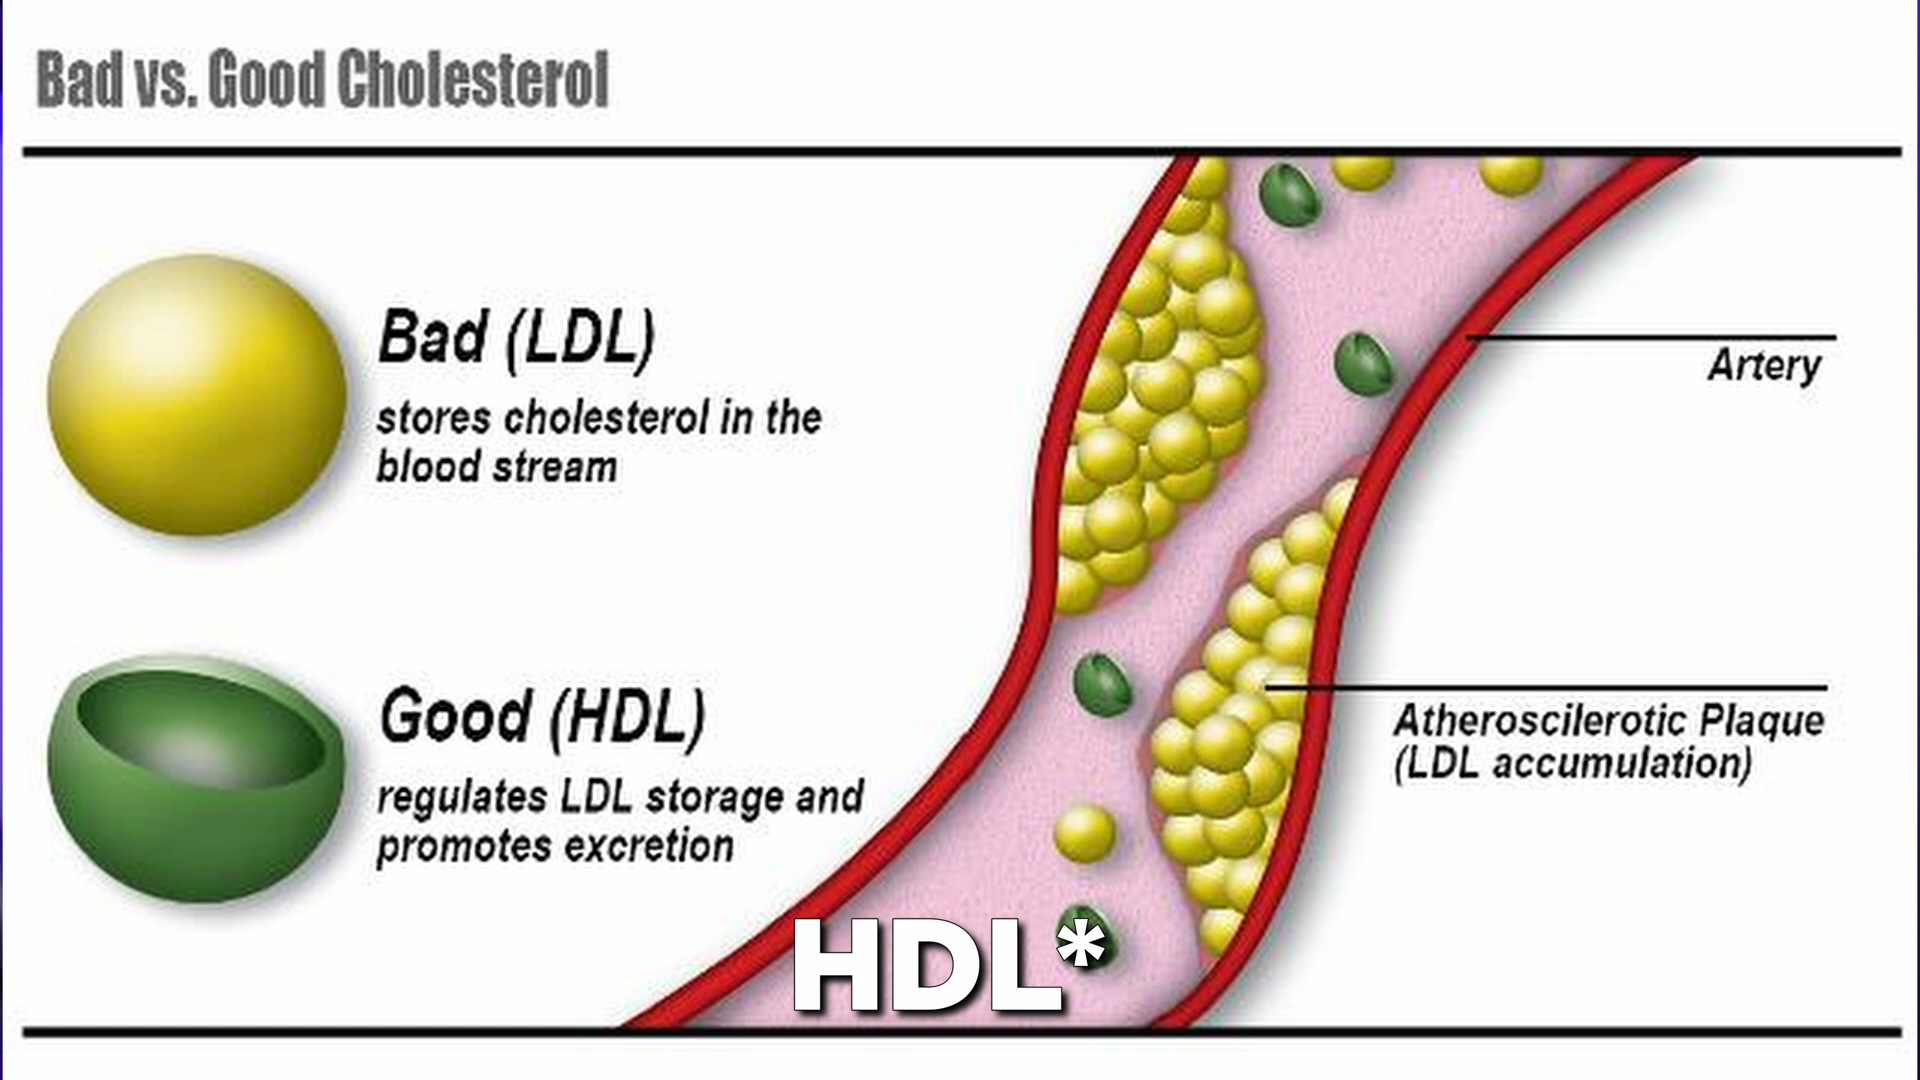 Bad vs. Good Cholesterol
Bad (LDL)
stores cholesterol in the
blood stream
Good (HDL)
regulates LDL storage and
promotes excretion
Artery
Atheroscilerotic Plaque
(LDL accumulation)
HDL*